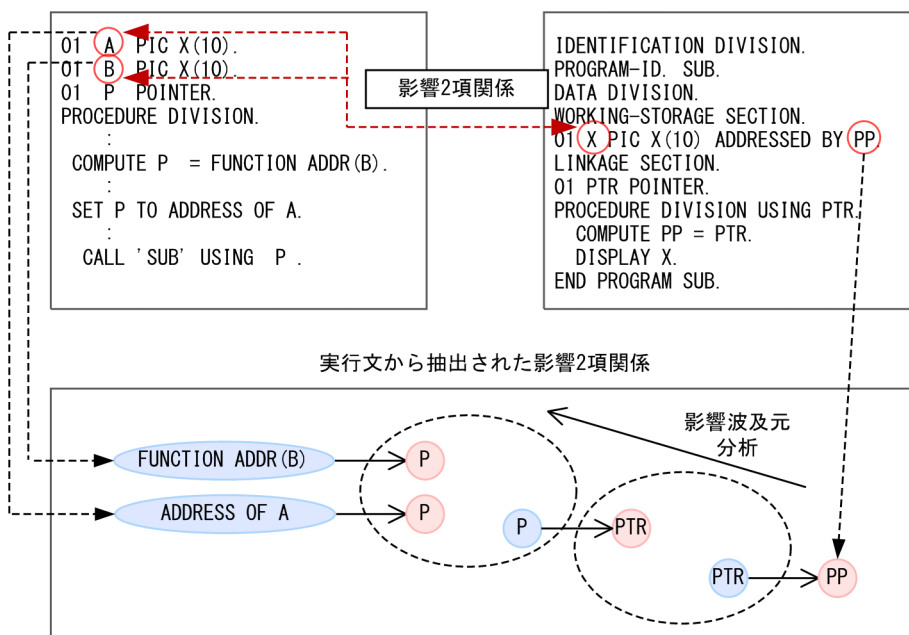 01 A PIC X(10).
01 B PIC X(10).
01 P POINTER.
PROCEDURE DIVISION.
:
COMPUTE P = FUNCTION ADDR(B).
:
SET P TO ADDRESS OF A.
:
CALL 'SUB' USING P .
影響2項関係
IDENTIFICATION DIVISION.
PROGRAM-ID. SUB.
DATA DIVISION.
WORKING-STORAGE SECTION.
01 X PIC X(10) ADDRESSED BY PP.
LINKAGE SECTION.
01 PTR POINTER.
PROCEDURE DIVISION USING PTR.
COMPUTE PP = PTR.
DISPLAY X.
END PROGRAM SUB.
実行文から抽出された影響2項関係
影響波及元
分析
FUNCTION ADDR(B)
P
ADDRESS OF A
P
P
PTR
PTR
PP